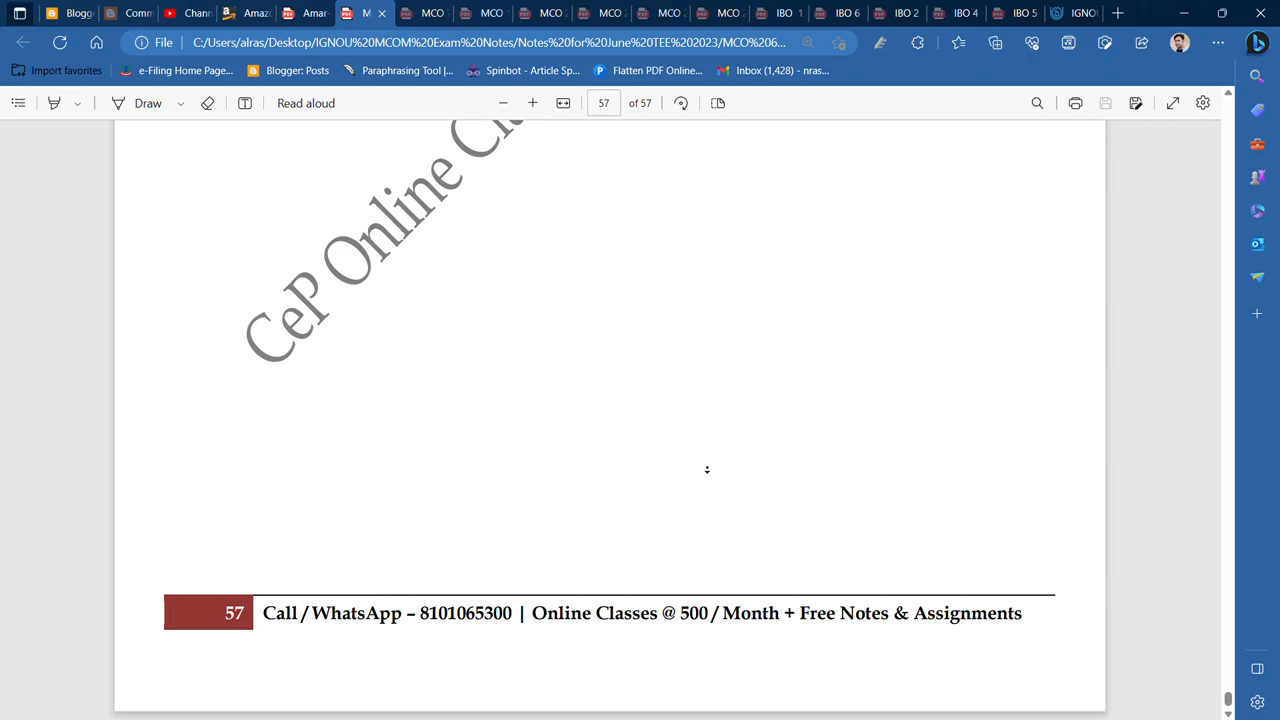 Blogg
Comm
Chann
Amaz
Amar
M
MCO
MCO
MCO
MCO
MCO
MCO
IBO 1
IBO 6
IBO 2
IBO 4
IBO 5
IGNO
File
C:/Users/alras/Desktop/IGNOU%20MCOM%20Exam%20Notes/Notes%20for%20June%20TEE%202023/MCO%206...
Import favorites
e-Filing Home Page...
Blogger: Posts
Paraphrasing Tool |...
Spinbot - Article Sp...
Flatten PDF Online...
Inbox (1,428) - nras...
Draw
Read aloud
57
of 57
CeP Online Cla
57
Call / WhatsApp – 8101065300 | Online Classes @ 500 / Month + Free Notes & Assignments